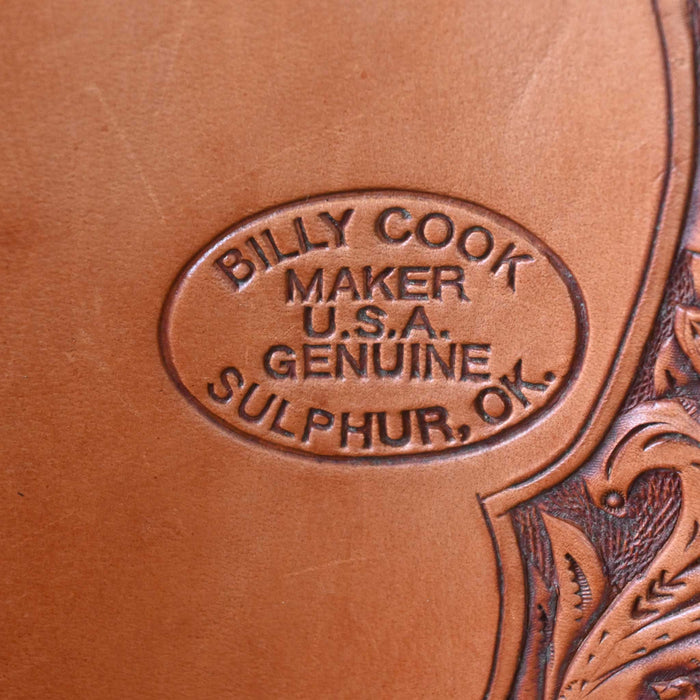 BILLY COOK
MAKER
U.S.A.
GENUINE
SULPHUR, OK.